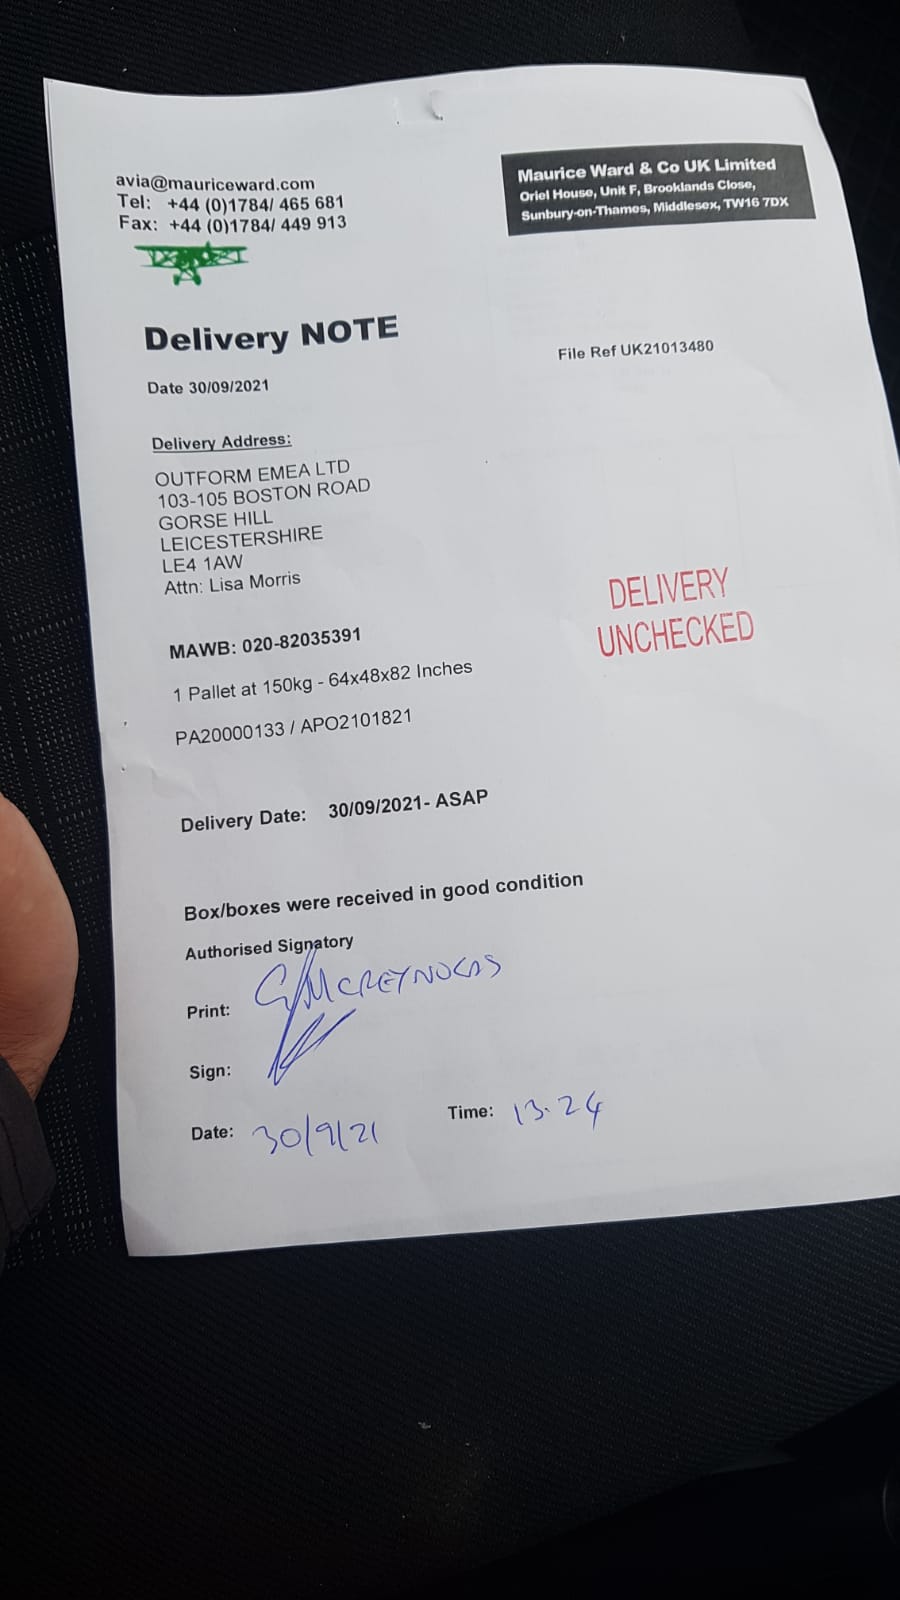 avia@mauriceward.com
Tel: +44 (0)1784/ 465 681
Fax: +44 (0)1784/ 449 913
Maurice Ward & Co UK Limited
Oriel House, Unit F, Brooklands Close,
Sunbury-on-Thames, Middlesex, TW16 7DX
Delivery NOTE
File Ref UK21013480
Date 30/09/2021
Delivery Address:
OUTFORM EMEA LTD
103-105 BOSTON ROAD
GORSE HILL
LEICESTERSHIRE
LE4 1AW
Attn: Lisa Morris
DELIVERY
UNCHECKED
MAWB: 020-82035391
1 Pallet at 150kg - 64x48x82 Inches
PA20000133 / APO2101821
Delivery Date: 30/09/2021- ASAP
Box/boxes were received in good condition
Authorised Signatory
Print: G/MCREYNOLDS
Sign:
Date: 30/9/21 Time: 13.24